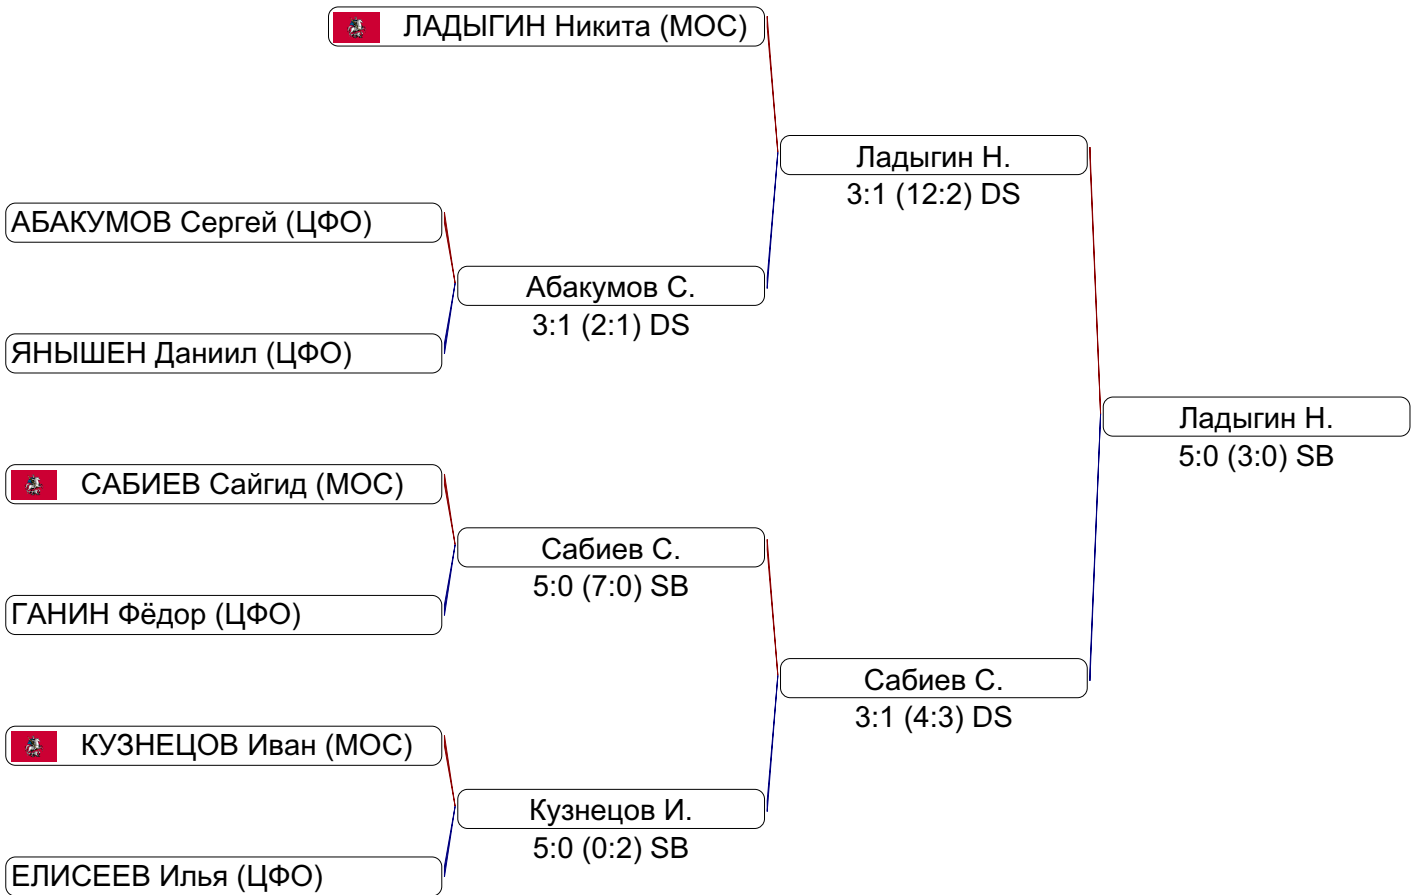 ЛАДЫГИН Никита (МОС)
Ладыгин Н.
3:1 (12:2) DS
АБАКУМОВ Сергей (ЦФО)
Абакумов С.
3:1 (2:1) DS
ЯНЫШЕН Даниил (ЦФО)
Ладыгин Н.
5:0 (3:0) SB
САБИЕВ Сайгид (МОС)
Сабиев С.
5:0 (7:0) SB
ГАНИН Фёдор (ЦФО)
Сабиев С.
3:1 (4:3) DS
КУЗНЕЦОВ Иван (МОС)
Кузнецов И.
5:0 (0:2) SB
ЕЛИСЕЕВ Илья (ЦФО)